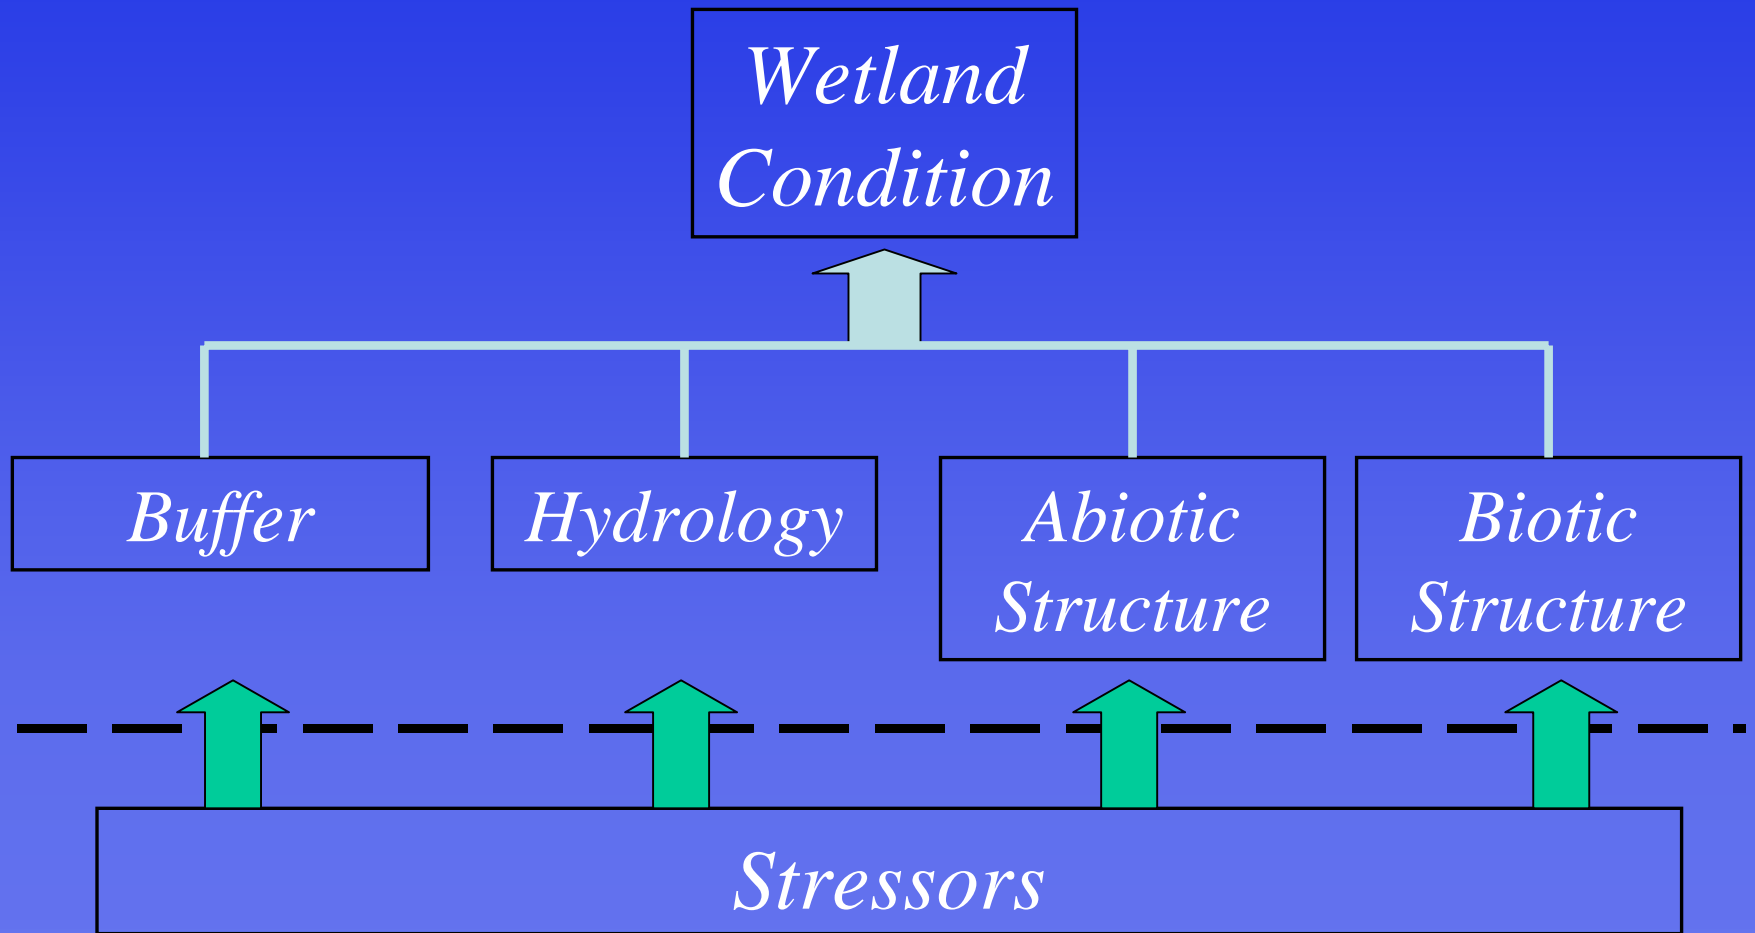 Wetland
Condition
Buffer
Hydrology
Abiotic
Structure
Biotic
Structure
Stressors